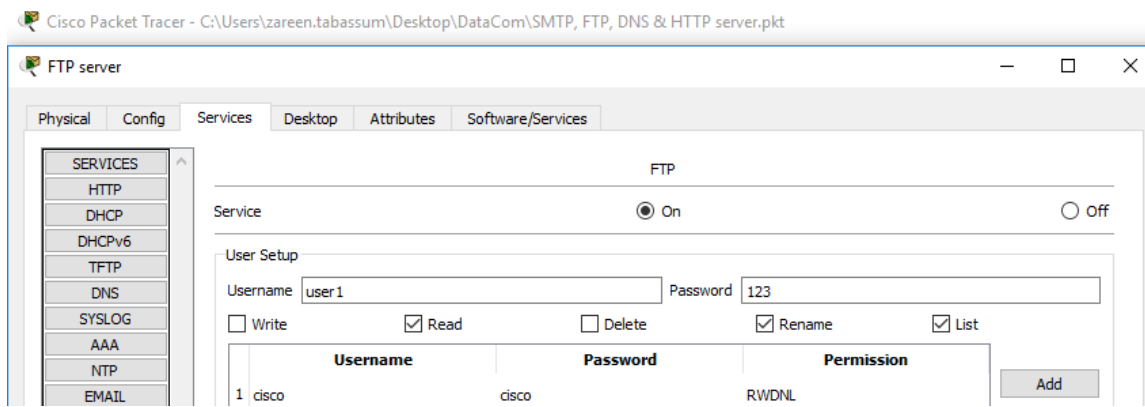 Cisco Packet Tracer - C:\Users\zareen.tabassum\Desktop\DataCom\SMTP, FTP, DNS & HTTP server.pkt
FTP server
Physical Config Services Desktop Attributes Software/Services
SERVICES
HTTP
DHCP
DHCPv6
TFTP
DNS
SYSLOG
AAA
NTP
EMAIL
FTP
Service On Off
User Setup
Username user1 Password 123
Write Read Delete Rename List
Username Password Permission
1 cisco cisco RWDNL
Add